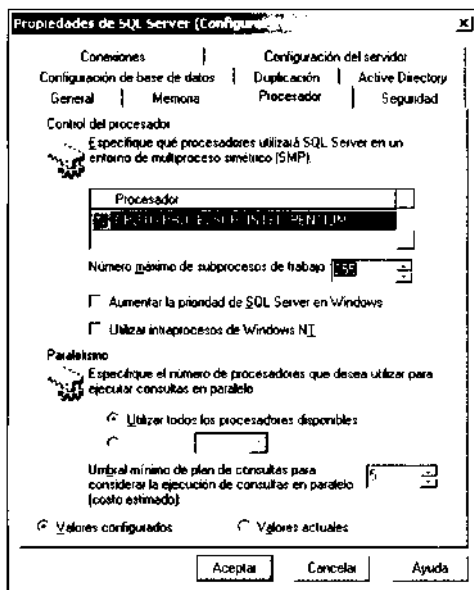 Propiedades de SQL Server (Configura
Conexiones
Configuración del servidor
Configuración de base de datos
Duplicación
Active Directory
General
Memoria
Procesador
Seguridad
Control del procesador
Especifique qué procesadores utilizará SQL Server en un
entorno de multiproceso simétrico (SMP).
Procesador
INTEL PENTIUM
Número máximo de subprocesos de trabajo
255
Aumentar la prioridad de SQL Server en Windows
Utilizar intraprocesos de Windows NT
Paralelismo
Especifique el número de procesadores que desea utilizar para
ejecutar consultas en paralelo
Utilizar todos los procesadores disponibles
Umbral mínimo de plan de consultas para
considerar la ejecución de consultas en paralelo
(costo estimado):
5
Valores configurados
Valores actuales
Aceptar
Cancelar
Ayuda